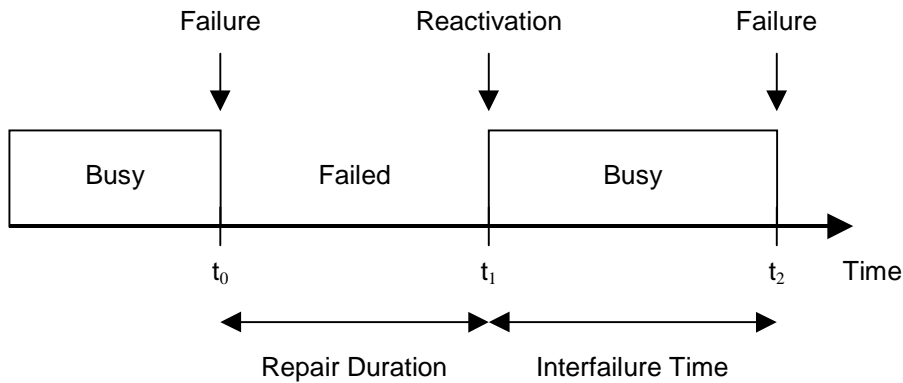 Failure Reactivation Failure
Busy Failed Busy
t0 t1 t2 Time
Repair Duration Interfailure Time